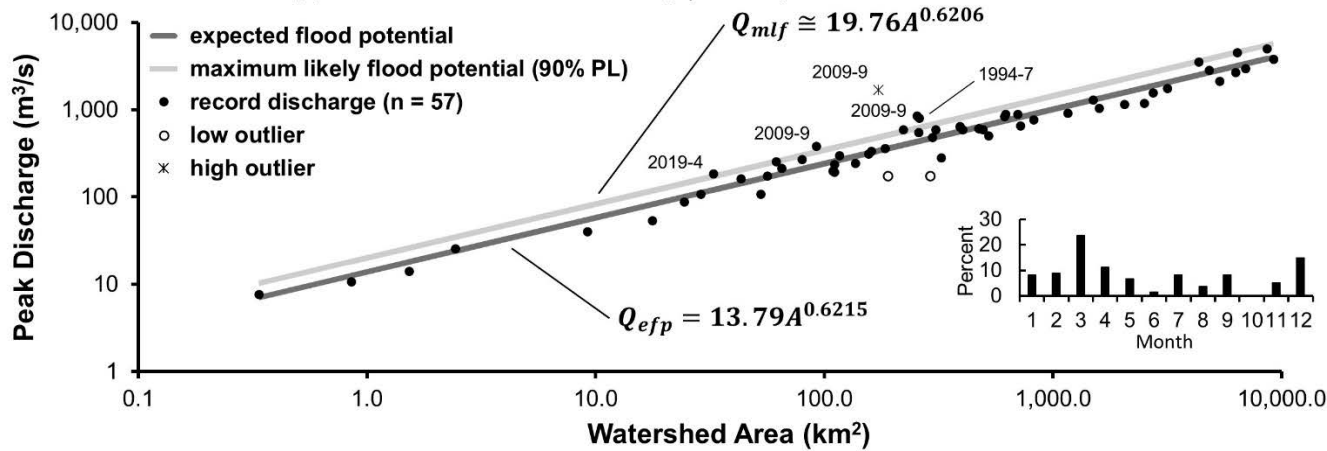 10,000
1,000
100
10
1
Peak Discharge (m³/s)
expected flood potential
maximum likely flood potential (90% PL)
record discharge (n = 57)
low outlier
high outlier
Q_mlf ≅ 19.76A^0.6206
2009-9
1994-7
2009-9
2009-9
2019-4
Q_efp = 13.79A^0.6215
30
20
10
0
Percent
1 2 3 4 5 6 7 8 9 10 11 12
Month
0.1 1.0 10.0 100.0 1,000.0 10,000.0
Watershed Area (km²)